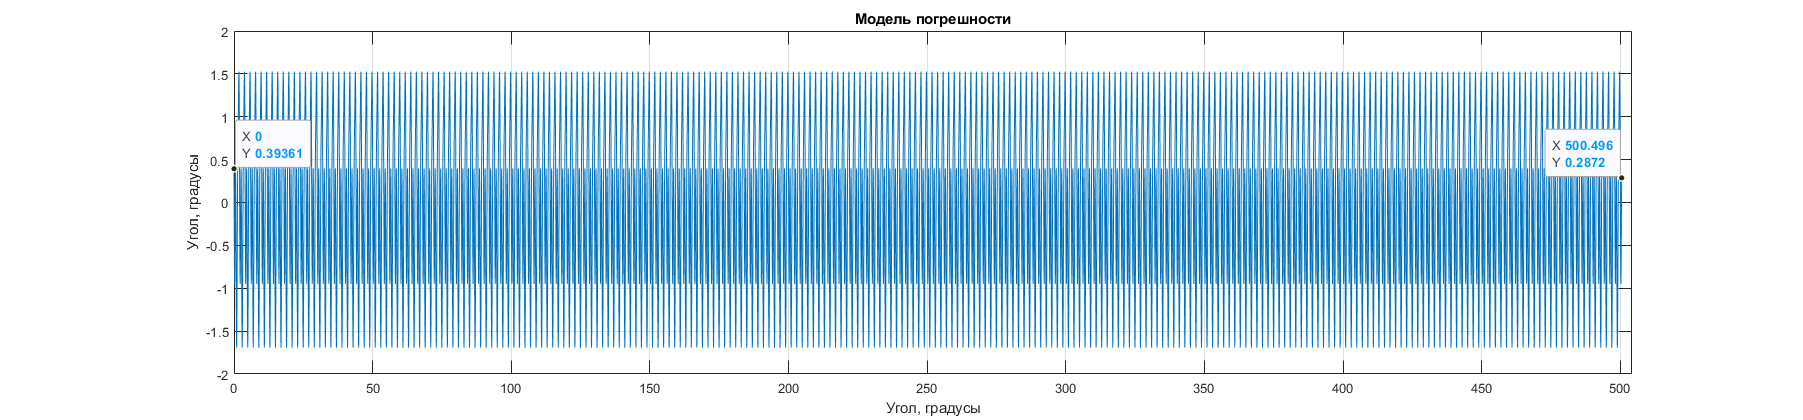 Модель погрешности
2
1.5
1
0.5
0
-0.5
-1
-1.5
-2
Угол, градусы
X 0
Y 0.39361
X 500.496
Y 0.2872
0 50 100 150 200 250 300 350 400 450 500
Угол, градусы